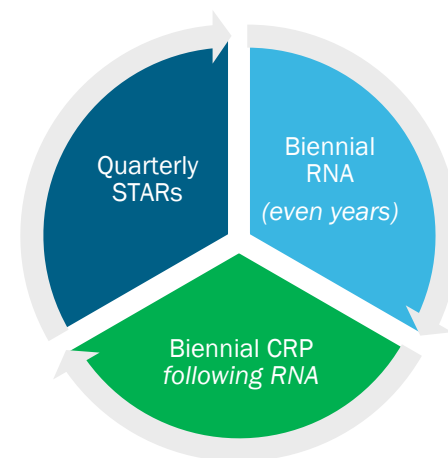 Quarterly
STARs
Biennial
RNA
(even years)
Biennial CRP
following RNA